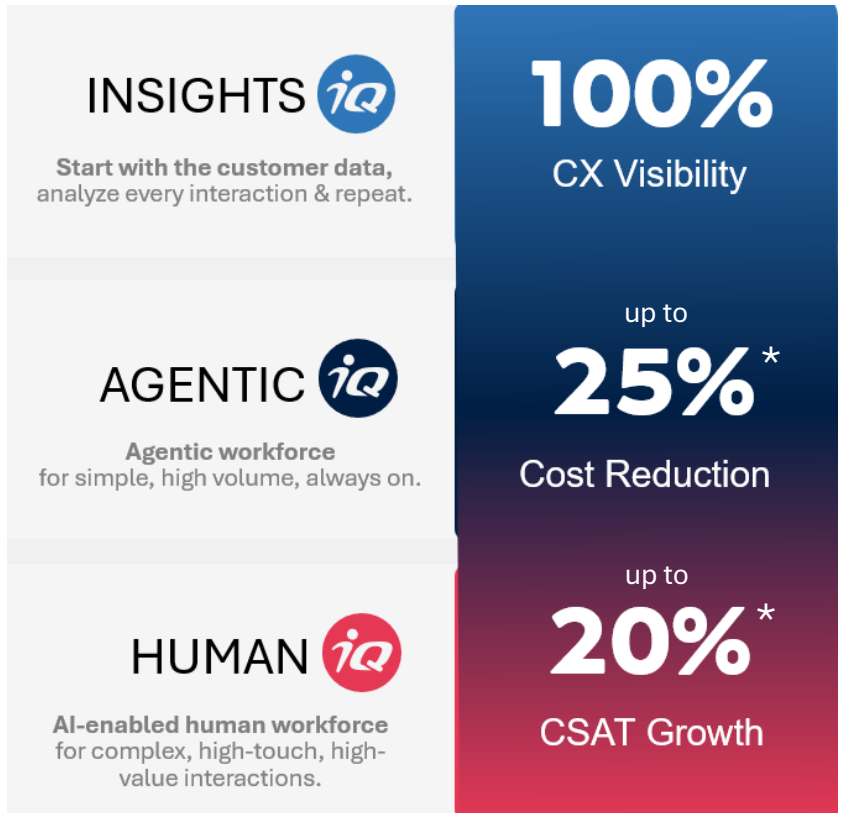 INSIGHTS iQ
Start with the customer data,
analyze every interaction & repeat.
100%
CX Visibility
AGENTIC iQ
Agentic workforce
for simple, high volume, always on.
up to
25%*
Cost Reduction
HUMAN iQ
AI-enabled human workforce
for complex, high-touch, high-
value interactions.
up to
20%*
CSAT Growth